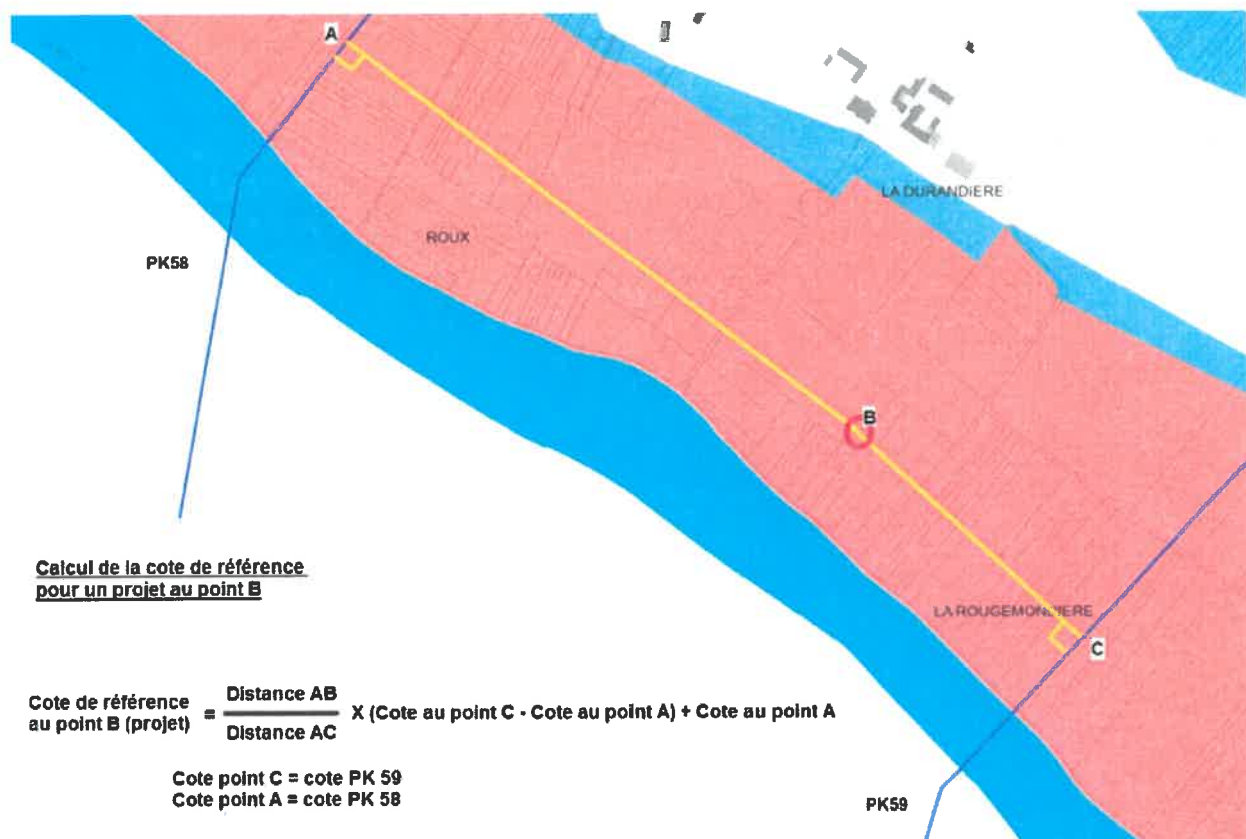 A
LA DURANDIERE
ROUX
PK58
B
Calcul de la cote de référence
pour un projet au point B
LA ROUGEMONDIERE
C
Cote de référence
au point B (projet)
= Distance AB
Distance AC
X (Cote au point C - Cote au point A) + Cote au point A
Cote point C = cote PK 59
Cote point A = cote PK 58
PK59